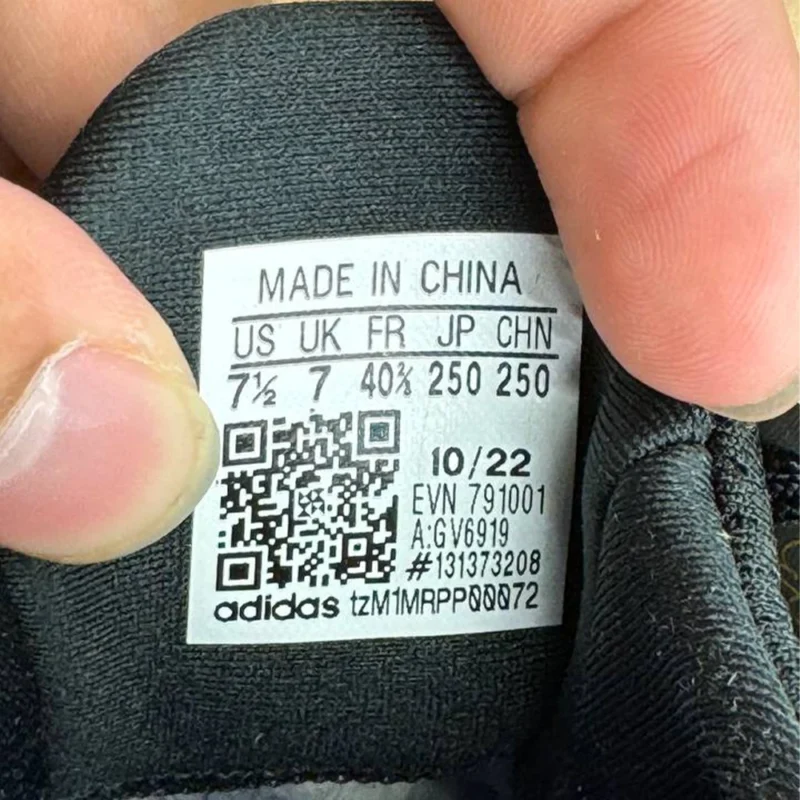 MADE IN CHINA
US UK FR JP CHN
7½ 7 40⅔ 250 250
10/22
EVN 791001
A:GV6919
#131373208
adidas tzM1MRPP00072